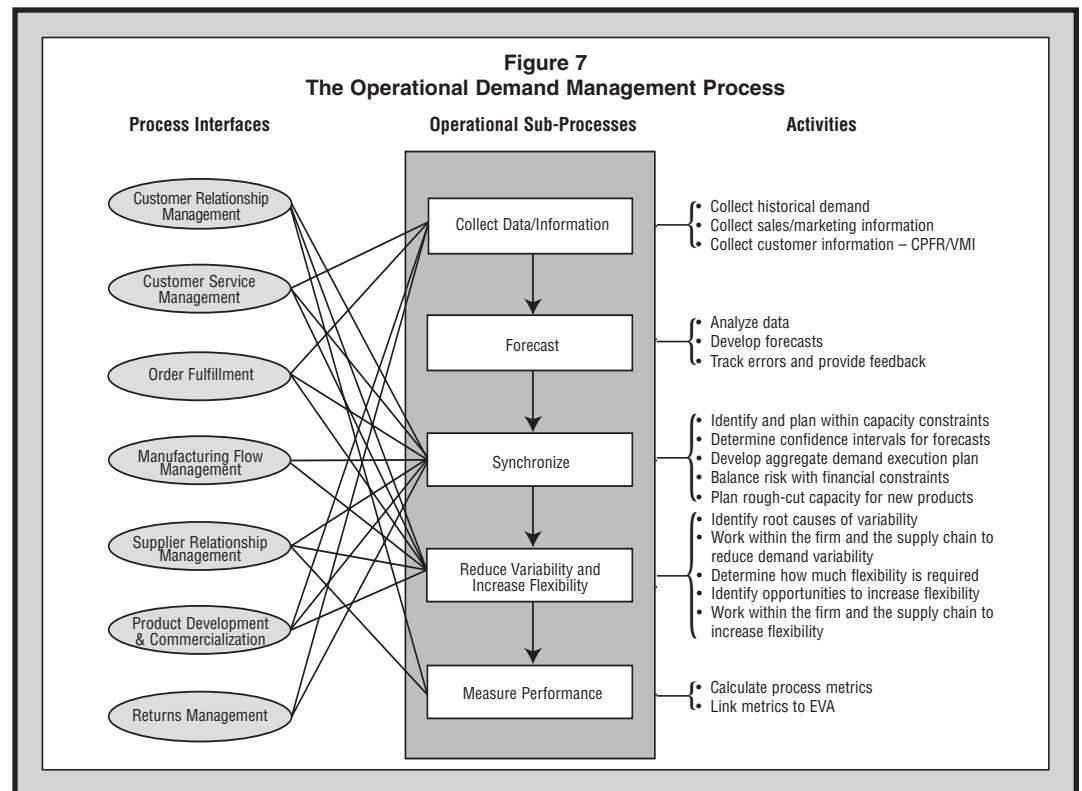 Figure 7
The Operational Demand Management Process
Process Interfaces
Operational Sub-Processes
Activities
Customer Relationship
Management
Customer Service
Management
Order Fulfillment
Manufacturing Flow
Management
Supplier Relationship
Management
Product Development
& Commercialization
Returns Management
Collect Data/Information
Forecast
Synchronize
Reduce Variability and
Increase Flexibility
Measure Performance
• Collect historical demand
• Collect sales/marketing information
• Collect customer information – CPFR/VMI
• Analyze data
• Develop forecasts
• Track errors and provide feedback
• Identify and plan within capacity constraints
• Determine confidence intervals for forecasts
• Develop aggregate demand execution plan
• Balance risk with financial constraints
• Plan rough-cut capacity for new products
• Identify root causes of variability
• Work within the firm and the supply chain to
reduce demand variability
• Determine how much flexibility is required
• Identify opportunities to increase flexibility
• Work within the firm and the supply chain to
increase flexibility
• Calculate process metrics
• Link metrics to EVA